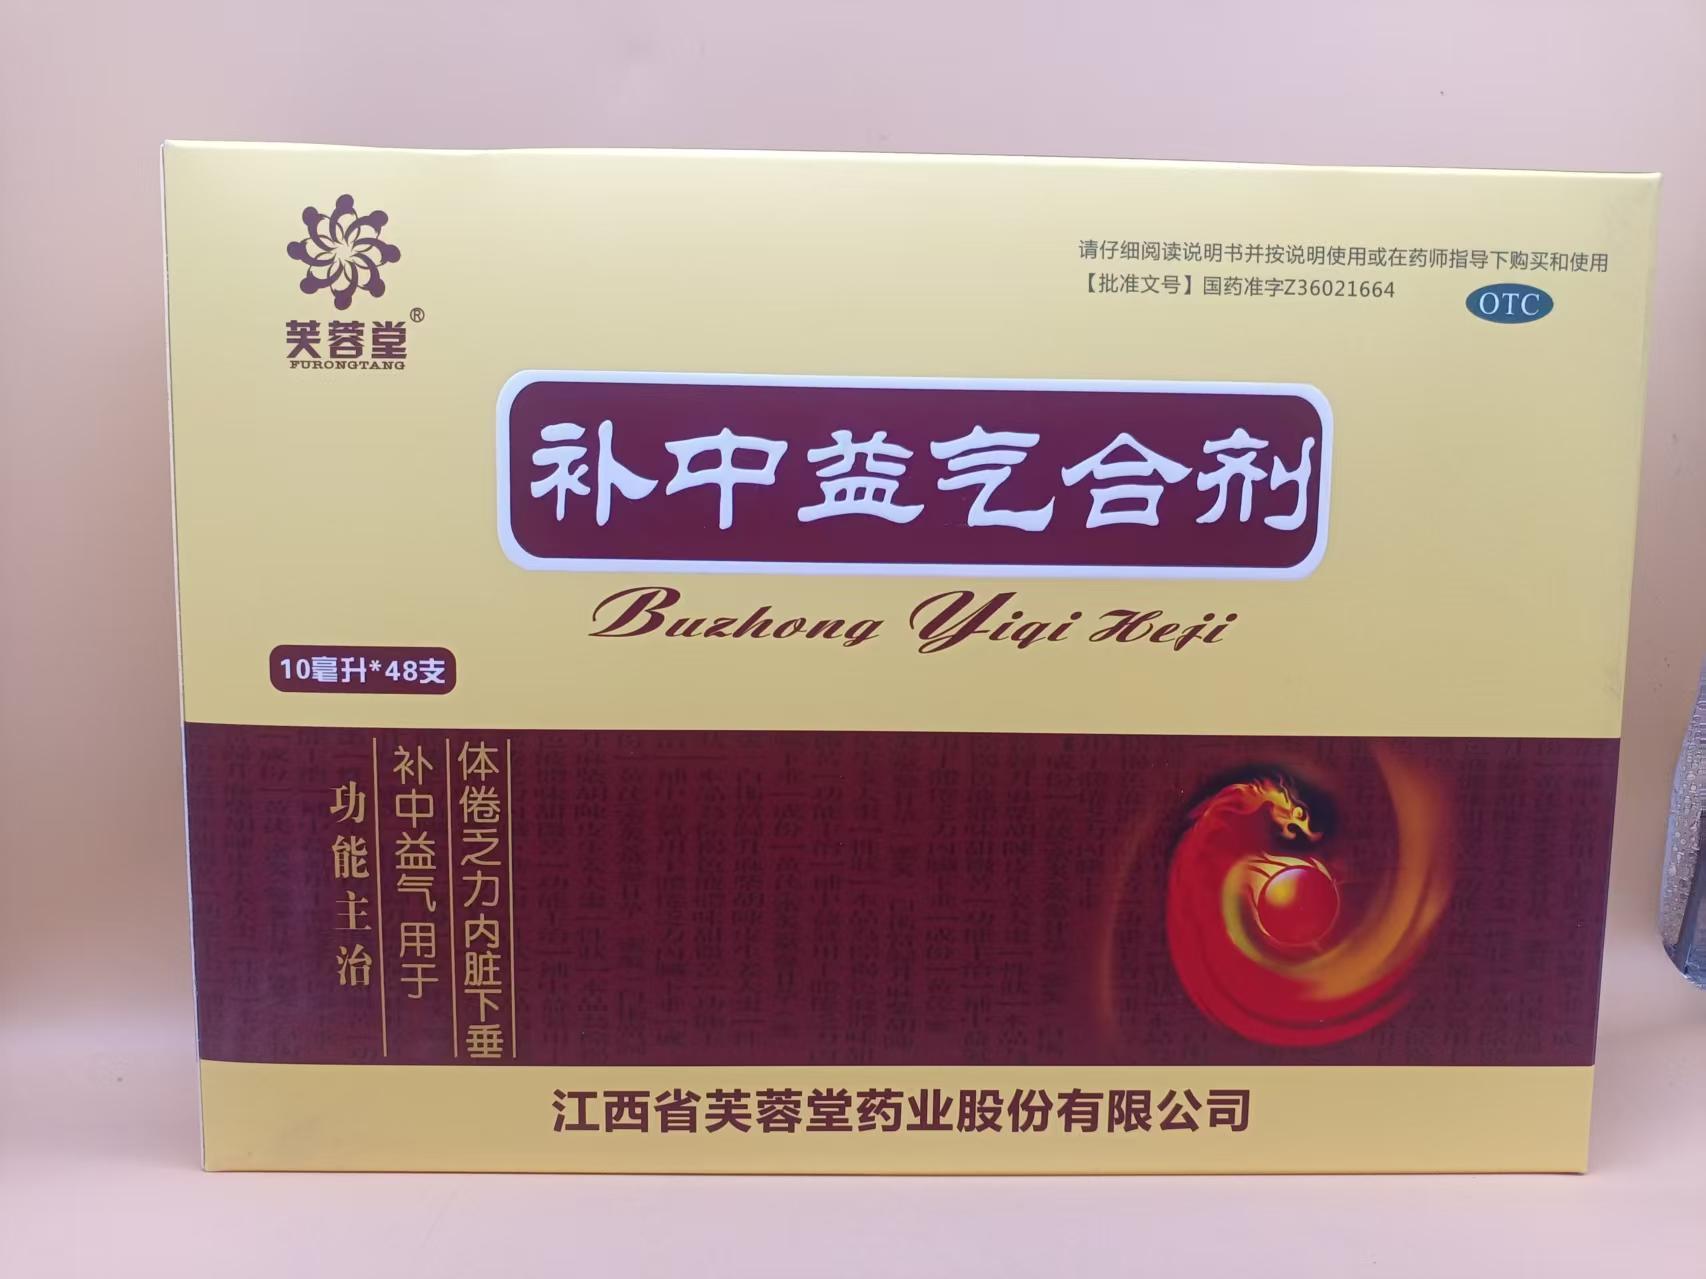 芙蓉堂®
FURONGTANG
请仔细阅读说明书并按说明使用或在药师指导下购买和使用
【批准文号】国药准字Z36021664
OTC
补中益气合剂
Buzhong Yiqi Heji
10毫升*48支
功能主治
补中益气用于
体倦乏力内脏下垂
江西省芙蓉堂药业股份有限公司